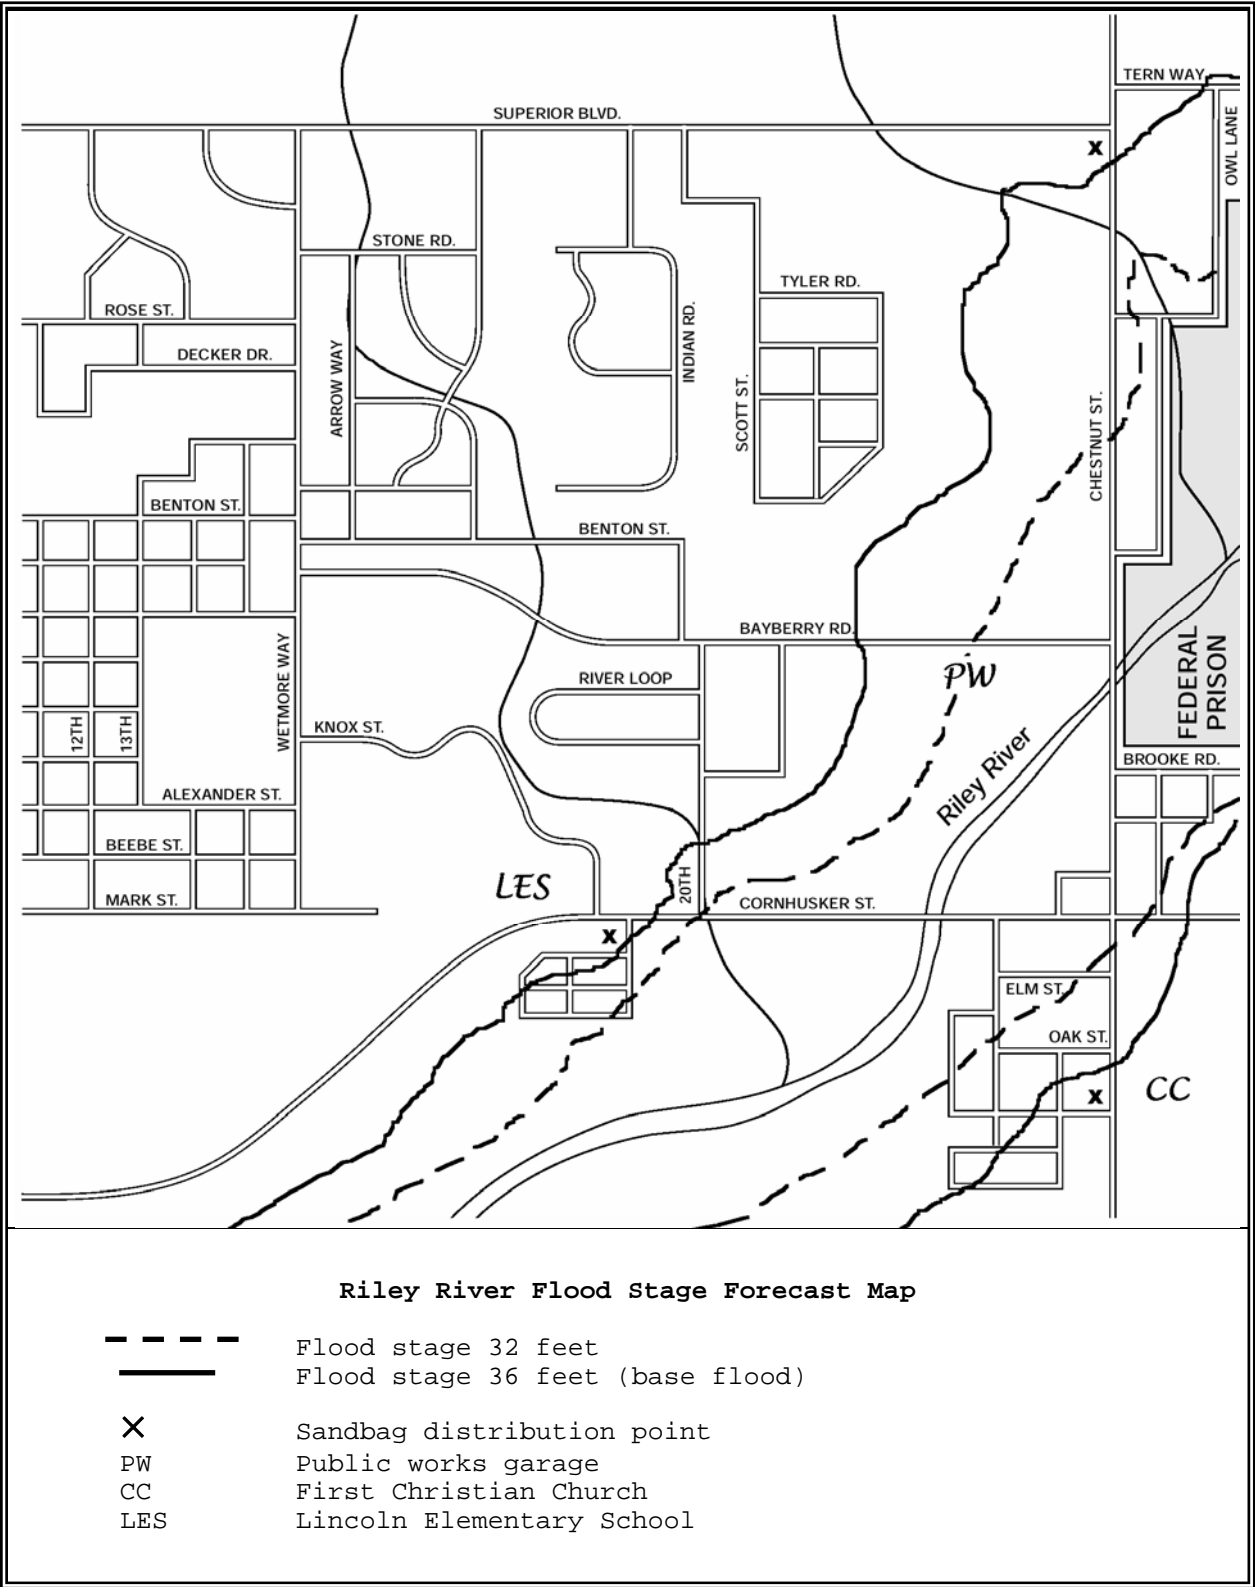 TERN WAY
SUPERIOR BLVD.
X
OWL LANE
STONE RD.
TYLER RD.
ROSE ST.
INDIAN RD.
DECKER DR.
ARROW WAY
SCOTT ST.
CHESTNUT ST.
BENTON ST.
BENTON ST.
BAYBERRY RD.
WETMORE WAY
PW
FEDERAL
PRISON
RIVER LOOP
12TH
13TH
KNOX ST.
Riley River
BROOKE RD.
ALEXANDER ST.
BEEBE ST.
LES
20TH
MARK ST.
CORNHUSKER ST.
X
ELM ST.
OAK ST.
X
CC
Riley River Flood Stage Forecast Map
Flood stage 32 feet
Flood stage 36 feet (base flood)
X Sandbag distribution point
PW Public works garage
CC First Christian Church
LES Lincoln Elementary School